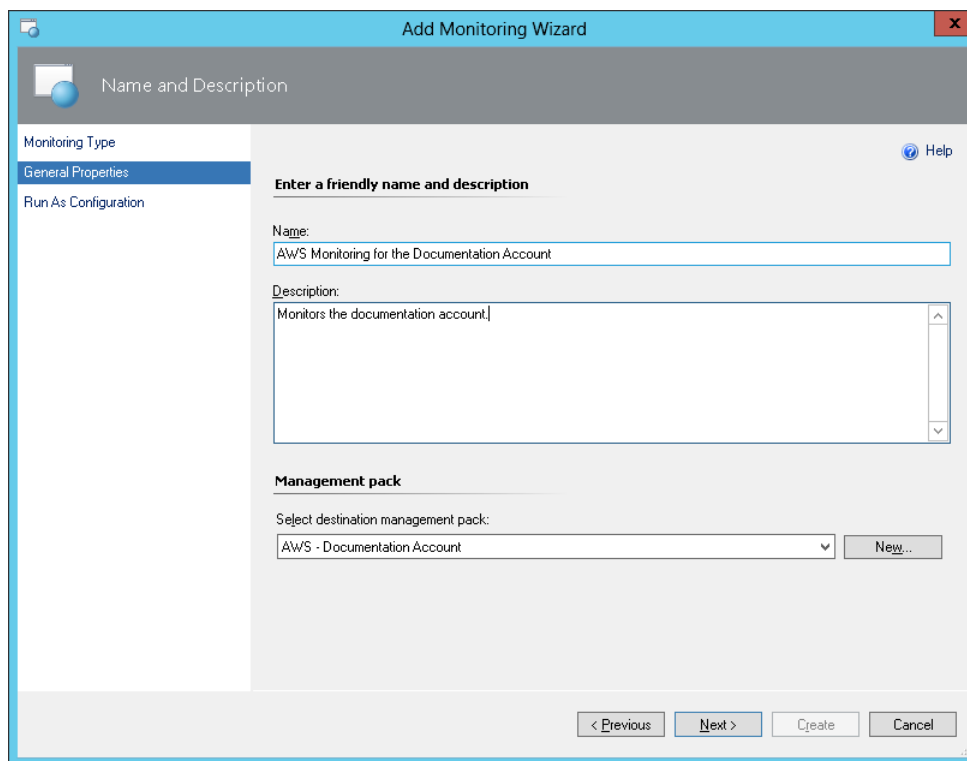 Add Monitoring Wizard
x
Name and Description
Monitoring Type
General Properties
Run As Configuration
Help
Enter a friendly name and description
Name:
AWS Monitoring for the Documentation Account
Description:
Monitors the documentation account.
Management pack
Select destination management pack:
AWS - Documentation Account
New...
< Previous
Next >
Create
Cancel